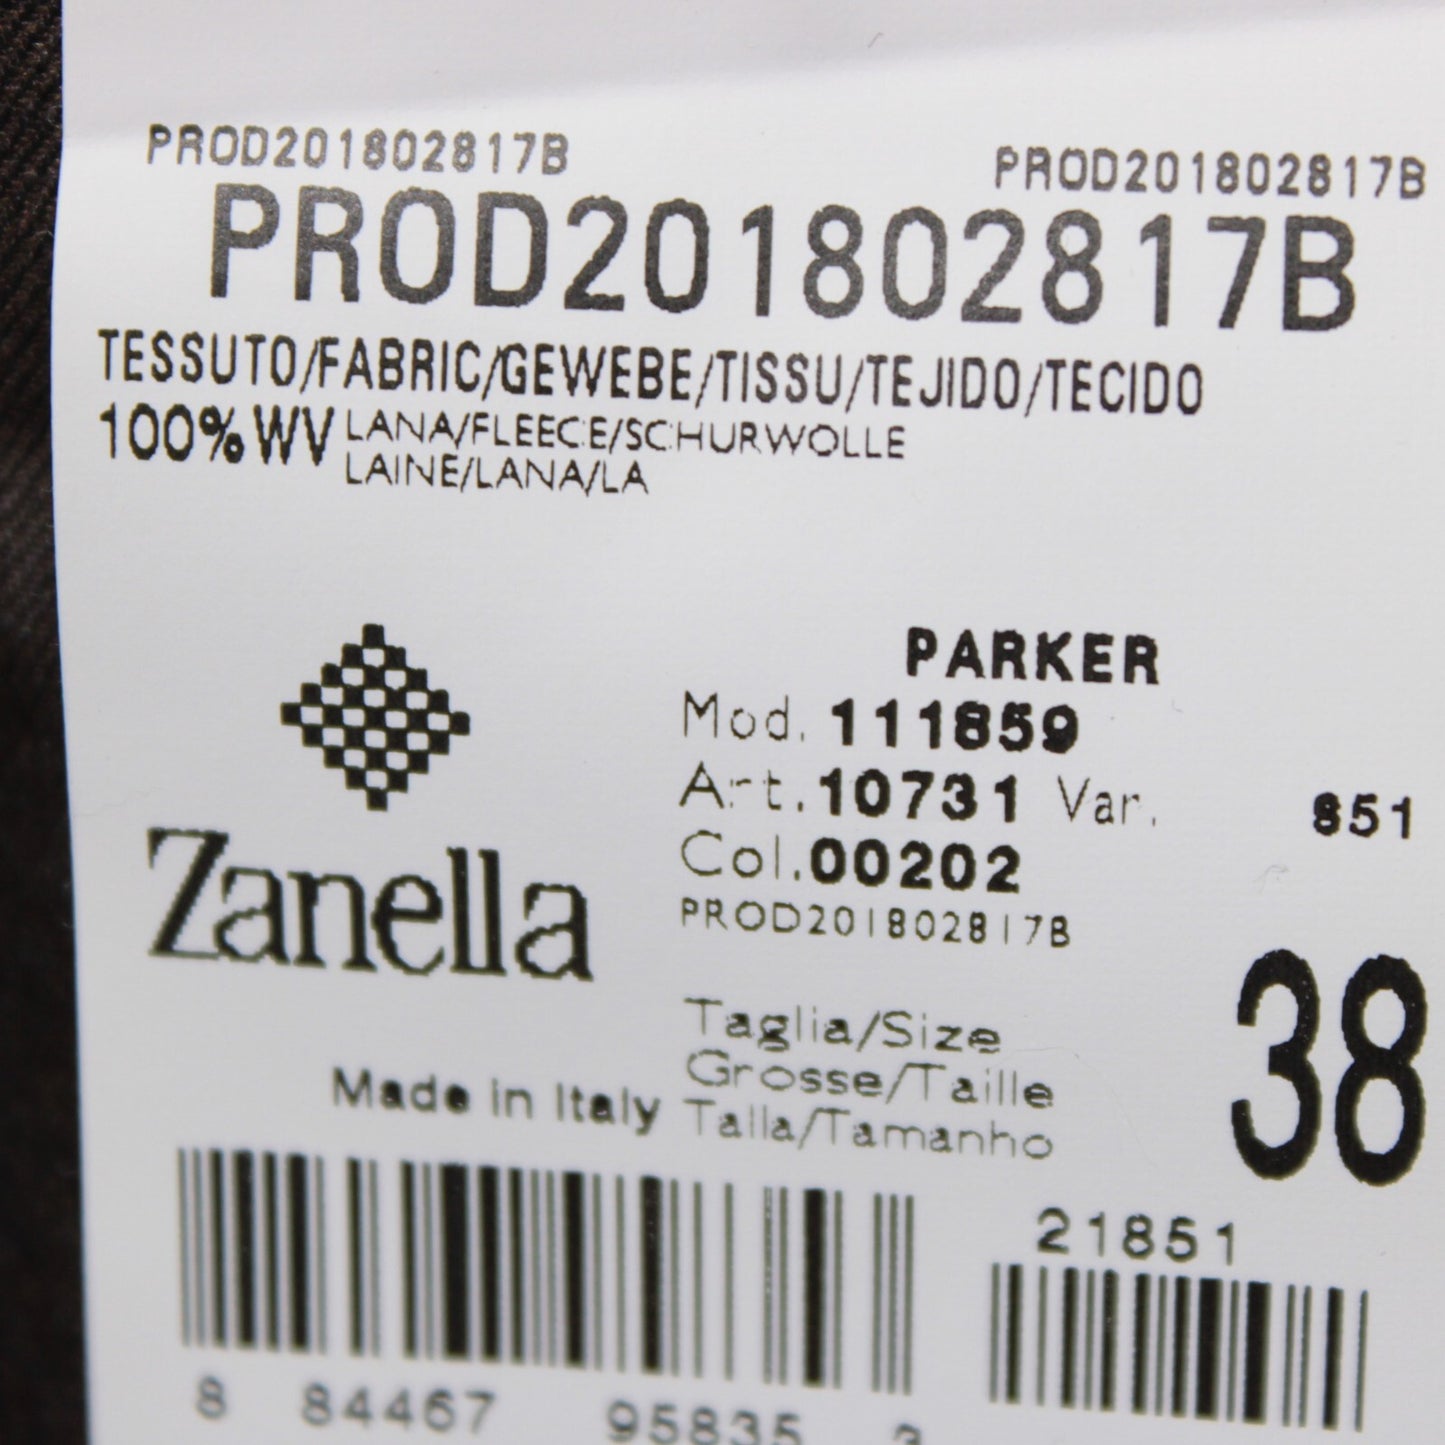 PROD201802817B
PROD201802817B
PROD201802817B
TESSUTO/FABRIC/GEWEBE/TISSU/TEJIDO/TECIDO
100%WV LANA/FLEECE/SCHURWOLLE
LAINE/LANA/LA
PARKER
Mod. 111859
Art. 10731 Var. 851
Col. 00202
PROD201802817B
Zanella
Taglia/Size
Grosse/Taille
Talla/Tamanho
38
Made in Italy
21851
8 84467 95835 3